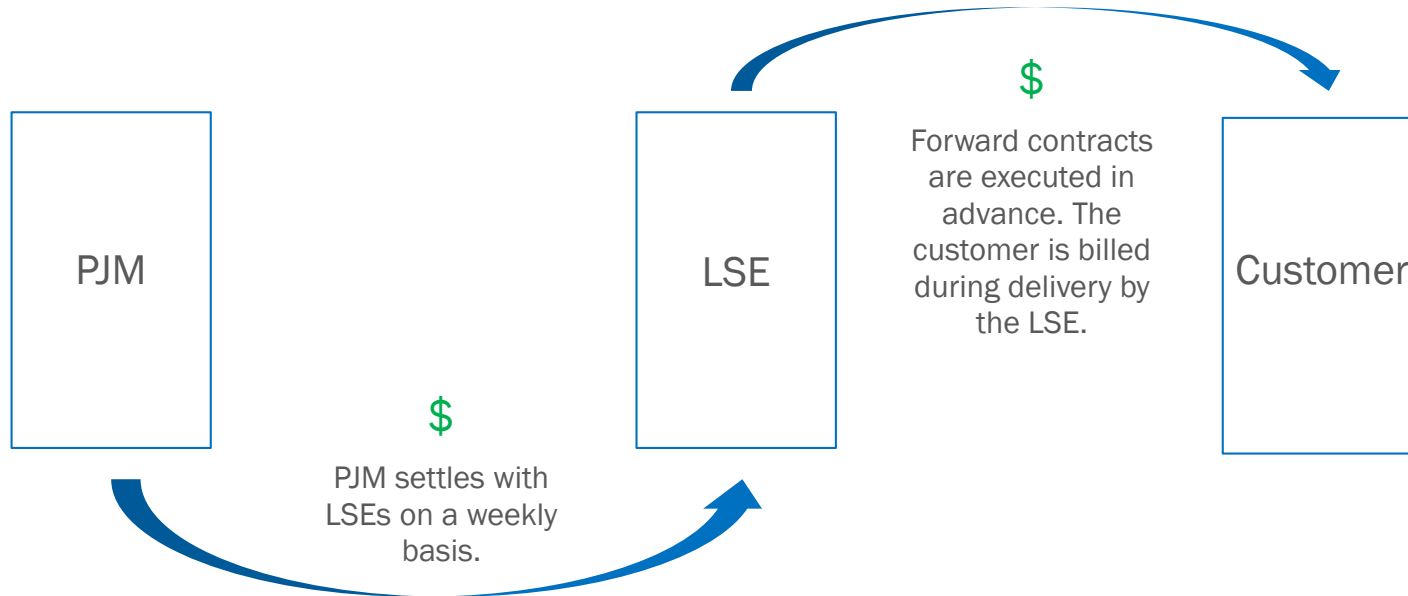 PJM
$
PJM settles with
LSEs on a weekly
basis.
LSE
$
Forward contracts
are executed in
advance. The
customer is billed
during delivery by
the LSE.
Customer